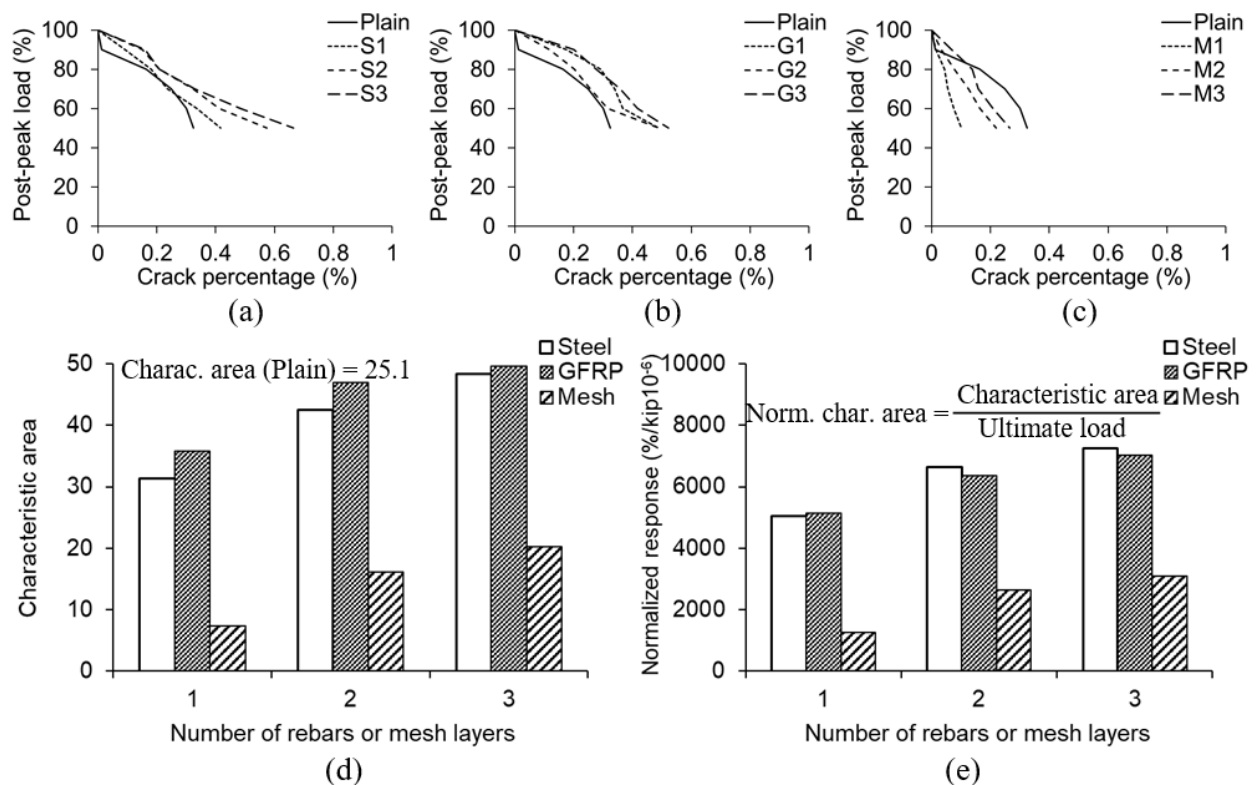 Post-peak load (%)
100
80
60
40
20
0
Plain
S1
S2
S3
0 0.2 0.4 0.6 0.8 1
Crack percentage (%)
(a)
Post-peak load (%)
100
80
60
40
20
0
Plain
G1
G2
G3
0 0.2 0.4 0.6 0.8 1
Crack percentage (%)
(b)
Post-peak load (%)
100
80
60
40
20
0
Plain
M1
M2
M3
0 0.2 0.4 0.6 0.8 1
Crack percentage (%)
(c)
Characteristic area
50
40
30
20
10
0
Charac. area (Plain) = 25.1
Steel
GFRP
Mesh
1 2 3
Number of rebars or mesh layers
(d)
Normalized response (%/kip10⁻⁶)
10000
8000
6000
4000
2000
0
Steel
GFRP
Mesh
Norm. char. area = Characteristic area
Ultimate load
1 2 3
Number of rebars or mesh layers
(e)